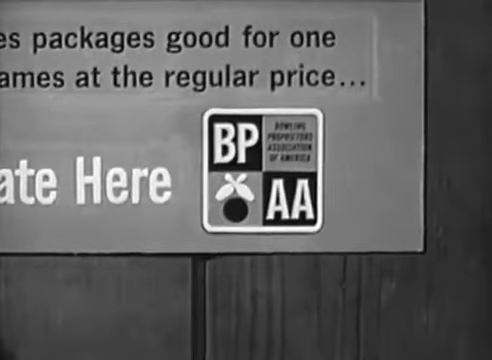 es packages good for one
ames at the regular price...
ate Here
BP
BOWLING
PROPRIETORS
ASSOCIATION
OF AMERICA
AA